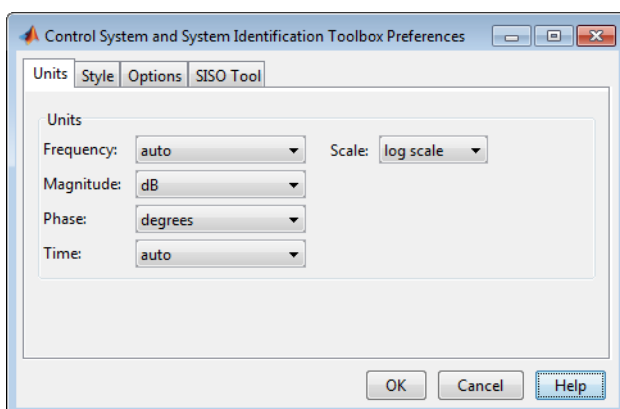 Control System and System Identification Toolbox Preferences
Units Style Options SISO Tool
Units
Frequency: auto Scale: log scale
Magnitude: dB
Phase: degrees
Time: auto
OK Cancel Help